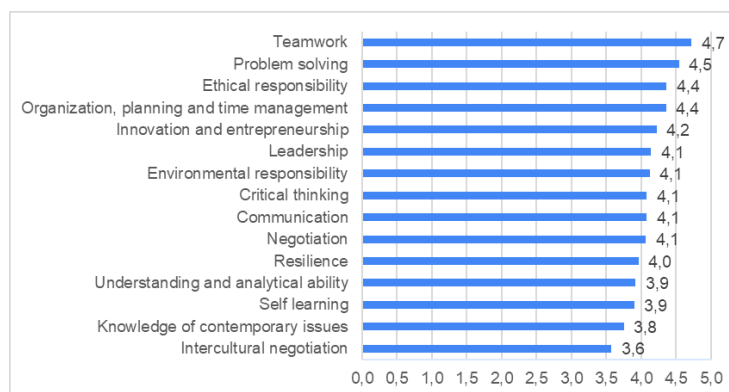 Teamwork 4,7
Problem solving 4,5
Ethical responsibility 4,4
Organization, planning and time management 4,4
Innovation and entrepreneurship 4,2
Leadership 4,1
Environmental responsibility 4,1
Critical thinking 4,1
Communication 4,1
Negotiation 4,1
Resilience 4,0
Understanding and analytical ability 3,9
Self learning 3,9
Knowledge of contemporary issues 3,8
Intercultural negotiation 3,6
0,0 0,5 1,0 1,5 2,0 2,5 3,0 3,5 4,0 4,5 5,0